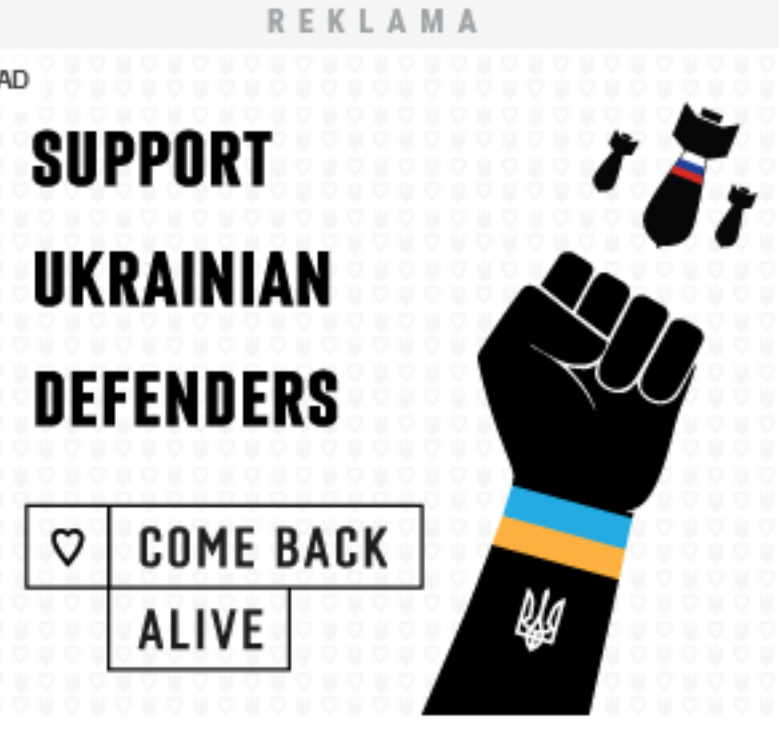 REKLAMA
AD
SUPPORT
UKRAINIAN
DEFENDERS
COME BACK
ALIVE